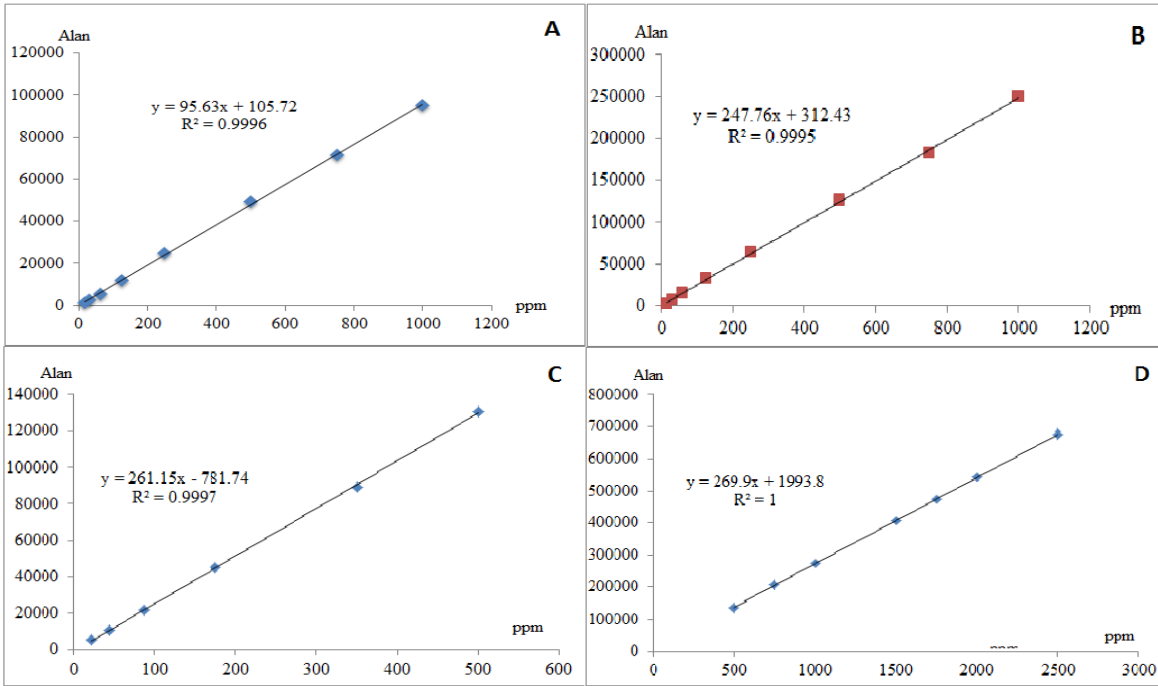 A
Alan
120000
100000
80000
60000
40000
20000
0
y = 95.63x + 105.72
R² = 0.9996
0 200 400 600 800 1000 1200
ppm
B
Alan
300000
250000
200000
150000
100000
50000
0
y = 247.76x + 312.43
R² = 0.9995
0 200 400 600 800 1000 1200
ppm
C
Alan
140000
120000
100000
80000
60000
40000
20000
0
y = 261.15x - 781.74
R² = 0.9997
0 100 200 300 400 500 600
ppm
D
Alan
800000
700000
600000
500000
400000
300000
200000
100000
0
y = 269.9x + 1993.8
R² = 1
0 500 1000 1500 2000 2500 3000
ppm